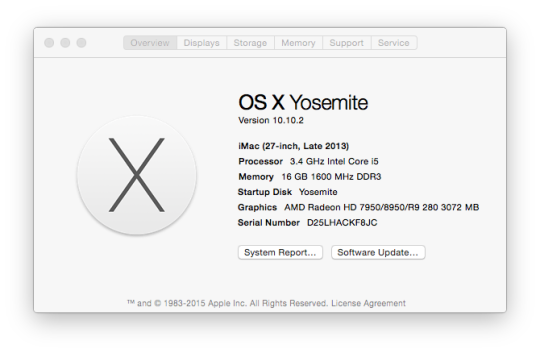 Overview Displays Storage Memory Support Service
OS X Yosemite
Version 10.10.2
iMac (27-inch, Late 2013)
Processor 3.4 GHz Intel Core i5
Memory 16 GB 1600 MHz DDR3
Startup Disk Yosemite
Graphics AMD Radeon HD 7950/8950/R9 280 3072 MB
Serial Number D25LHACKF8JC
System Report... Software Update...
™ and © 1983-2015 Apple Inc. All Rights Reserved. License Agreement